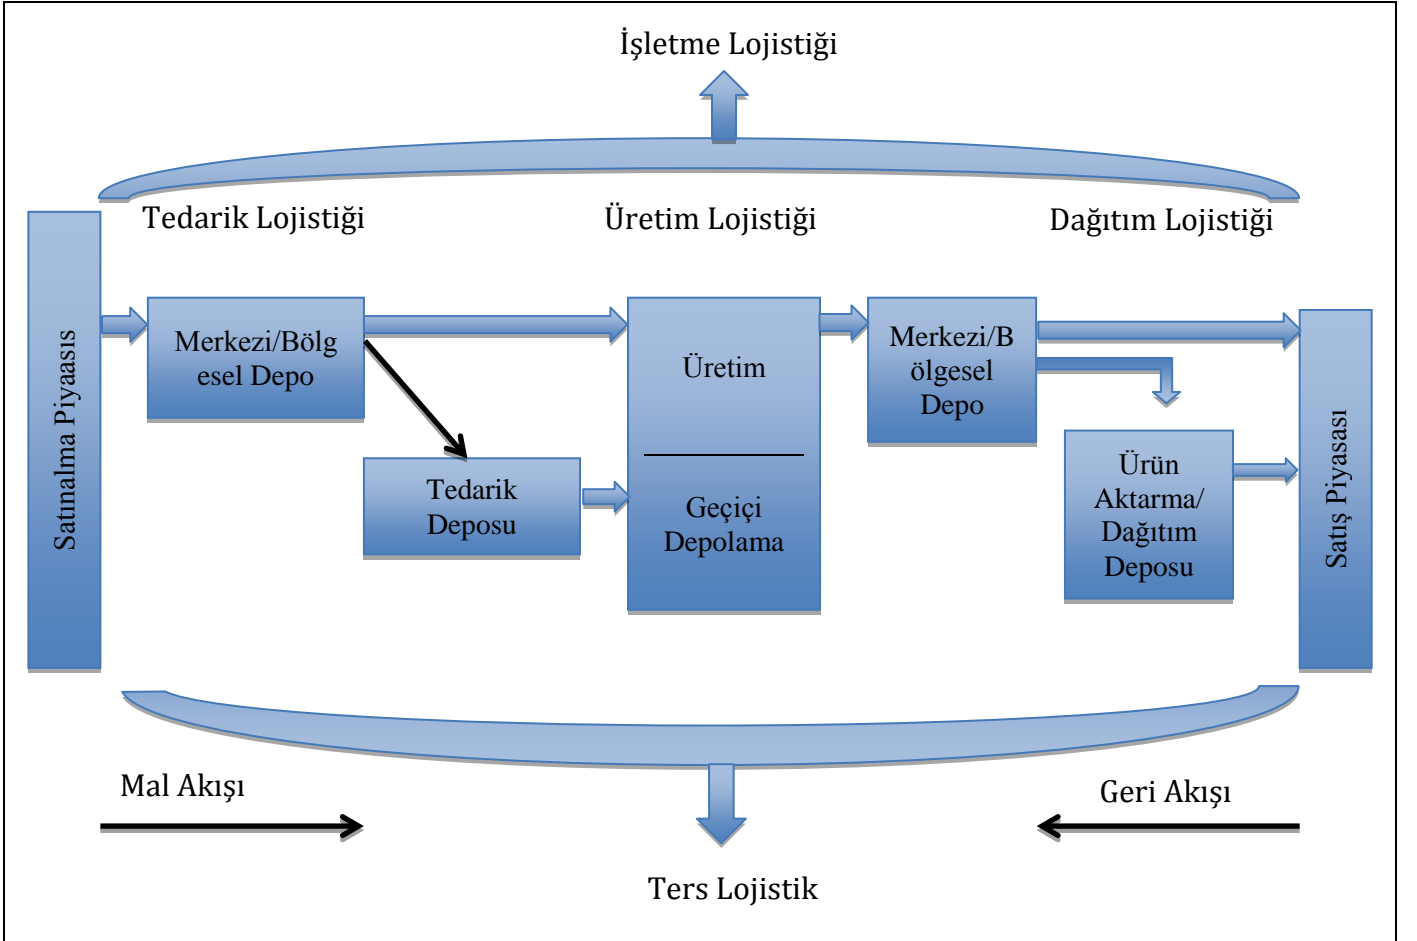 İşletme Lojistiği
Tedarik Lojistiği
Üretim Lojistiği
Dağıtım Lojistiği
Satınalma Piyaasıs
Merkezi/Bölg
esel Depo
Tedarik
Deposu
Üretim
Geçiçi
Depolama
Merkezi/B
ölgesel
Depo
Ürün
Aktarma/
Dağıtım
Deposu
Satış Piyasası
Mal Akışı
Geri Akışı
Ters Lojistik